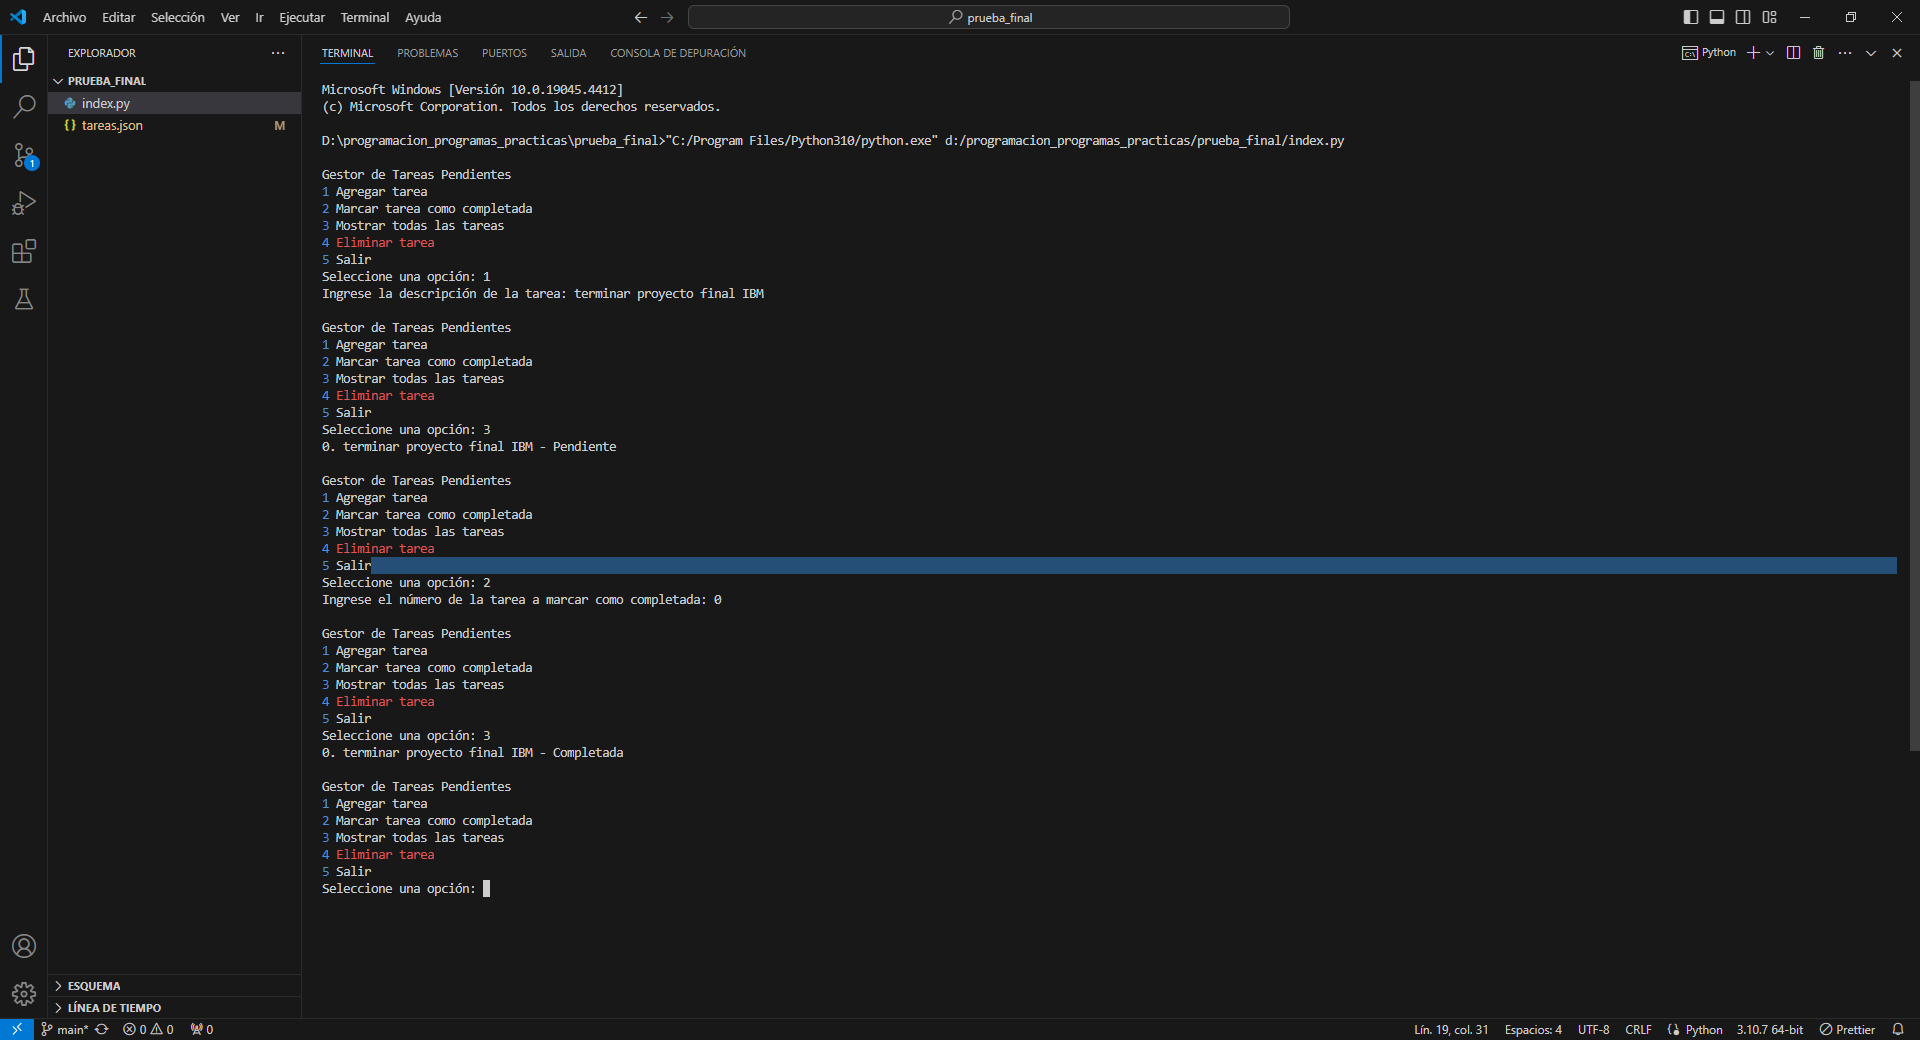 Archivo Editar Selección Ver Ir Ejecutar Terminal Ayuda
prueba_final
EXPLORADOR
PRUEBA_FINAL
index.py
tareas.json M
1
TERMINAL PROBLEMAS PUERTOS SALIDA CONSOLA DE DEPURACIÓN
Python
Microsoft Windows [Versión 10.0.19045.4412]
(c) Microsoft Corporation. Todos los derechos reservados.
D:\programacion_programas_practicas\prueba_final>"C:/Program Files/Python310/python.exe" d:/programacion_programas_practicas/prueba_final/index.py
Gestor de Tareas Pendientes
1 Agregar tarea
2 Marcar tarea como completada
3 Mostrar todas las tareas
4 Eliminar tarea
5 Salir
Seleccione una opción: 1
Ingrese la descripción de la tarea: terminar proyecto final IBM
Gestor de Tareas Pendientes
1 Agregar tarea
2 Marcar tarea como completada
3 Mostrar todas las tareas
4 Eliminar tarea
5 Salir
Seleccione una opción: 3
0. terminar proyecto final IBM - Pendiente
Gestor de Tareas Pendientes
1 Agregar tarea
2 Marcar tarea como completada
3 Mostrar todas las tareas
4 Eliminar tarea
5 Salir
Seleccione una opción: 2
Ingrese el número de la tarea a marcar como completada: 0
Gestor de Tareas Pendientes
1 Agregar tarea
2 Marcar tarea como completada
3 Mostrar todas las tareas
4 Eliminar tarea
5 Salir
Seleccione una opción: 3
0. terminar proyecto final IBM - Completada
Gestor de Tareas Pendientes
1 Agregar tarea
2 Marcar tarea como completada
3 Mostrar todas las tareas
4 Eliminar tarea
5 Salir
Seleccione una opción:
ESQUEMA
LÍNEA DE TIEMPO
main* 0 0 0 Lín. 19, col. 31 Espacios: 4 UTF-8 CRLF Python 3.10.7 64-bit Prettier